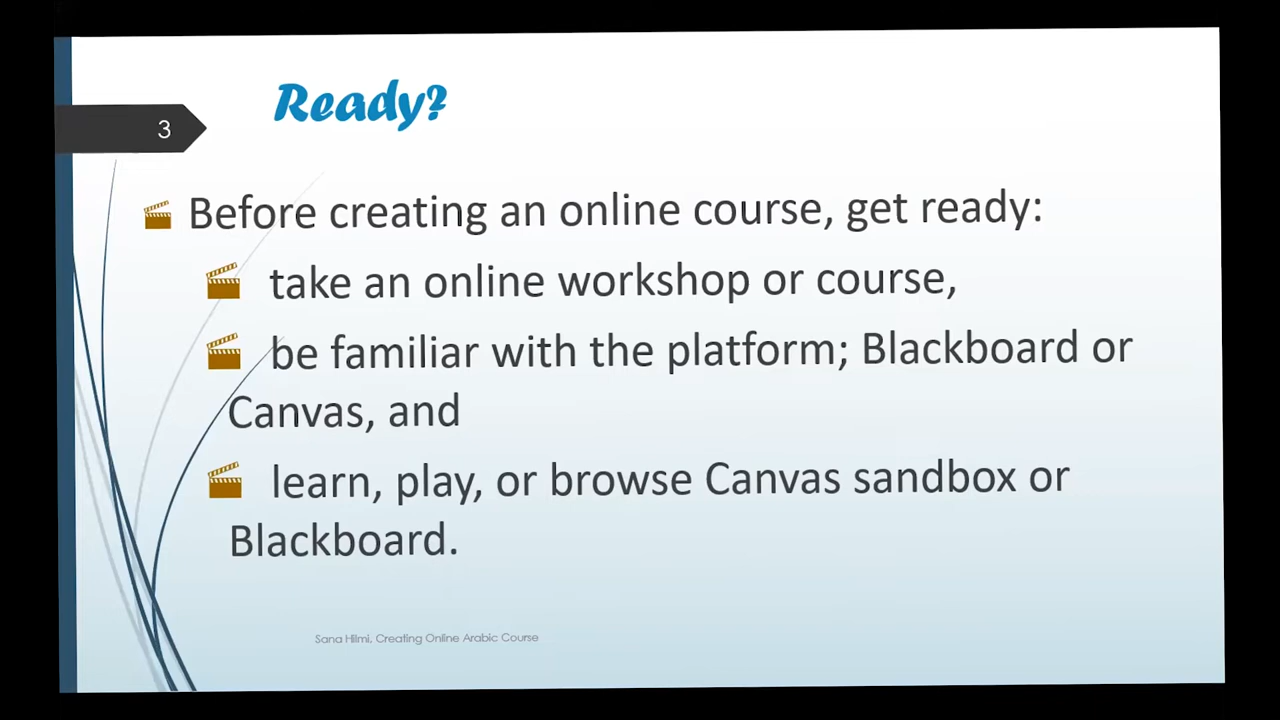 Ready?
3
Before creating an online course, get ready:
take an online workshop or course,
be familiar with the platform; Blackboard or
Canvas, and
learn, play, or browse Canvas sandbox or
Blackboard.
Sana Hilmi, Creating Online Arabic Course